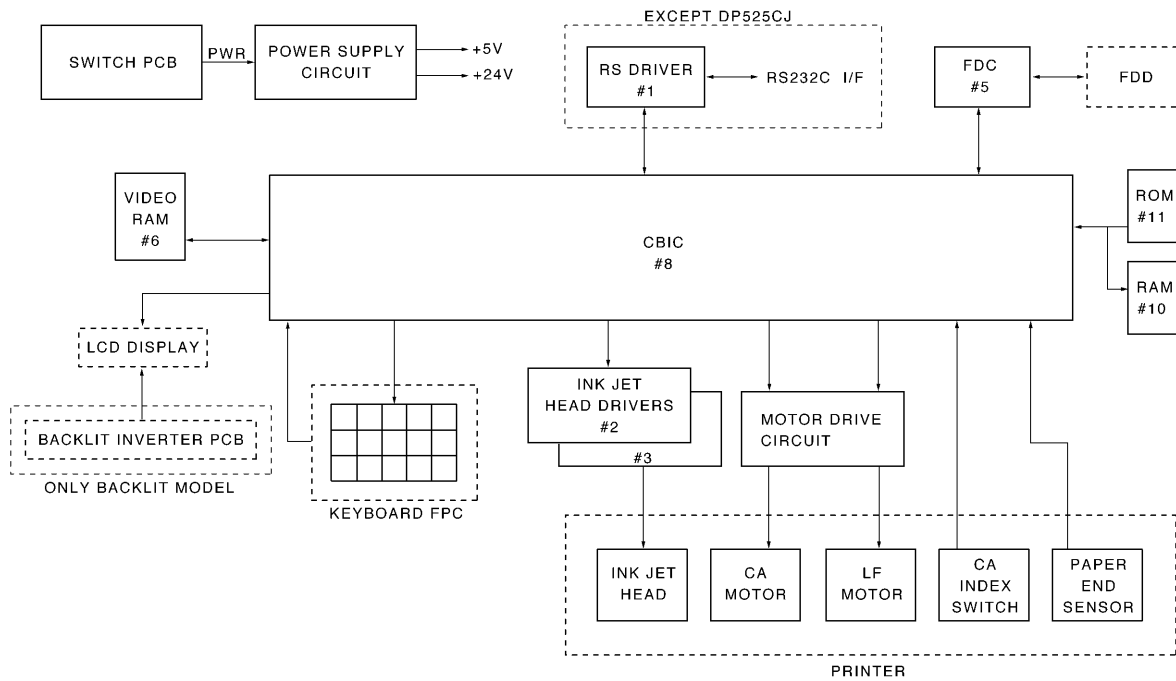 EXCEPT DP525CJ
SWITCH PCB
PWR
POWER SUPPLY
CIRCUIT
+5V
+24V
RS DRIVER
#1
RS232C I/F
FDC
#5
FDD
VIDEO
RAM
#6
CBIC
#8
ROM
#11
RAM
#10
LCD DISPLAY
BACKLIT INVERTER PCB
ONLY BACKLIT MODEL
KEYBOARD FPC
INK JET
HEAD DRIVERS
#2
#3
MOTOR DRIVE
CIRCUIT
INK JET
HEAD
CA
MOTOR
LF
MOTOR
CA
INDEX
SWITCH
PAPER
END
SENSOR
PRINTER